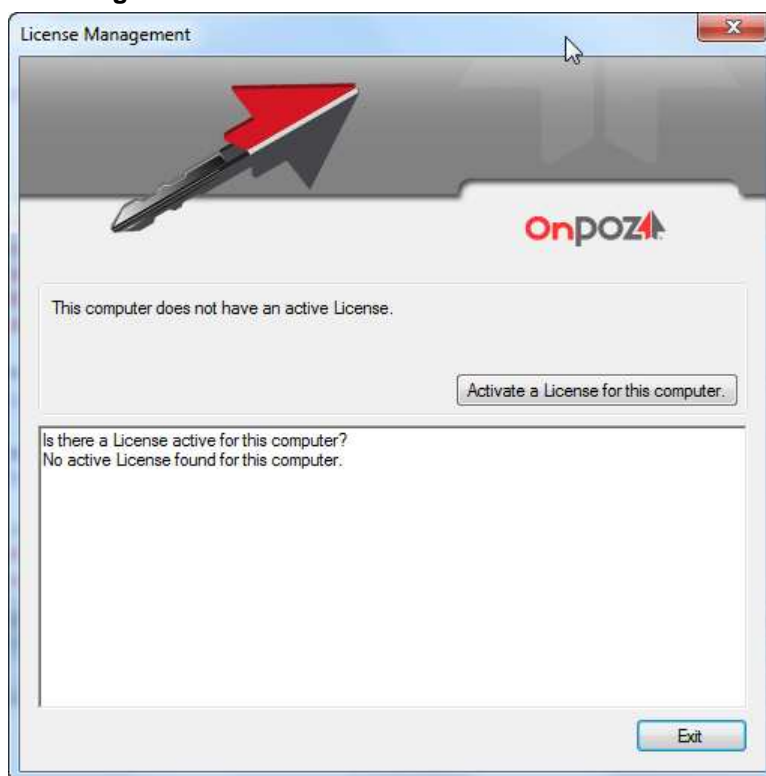 License Management
Onpoz
This computer does not have an active License.
Activate a License for this computer.
Is there a License active for this computer?
No active License found for this computer.
Exit